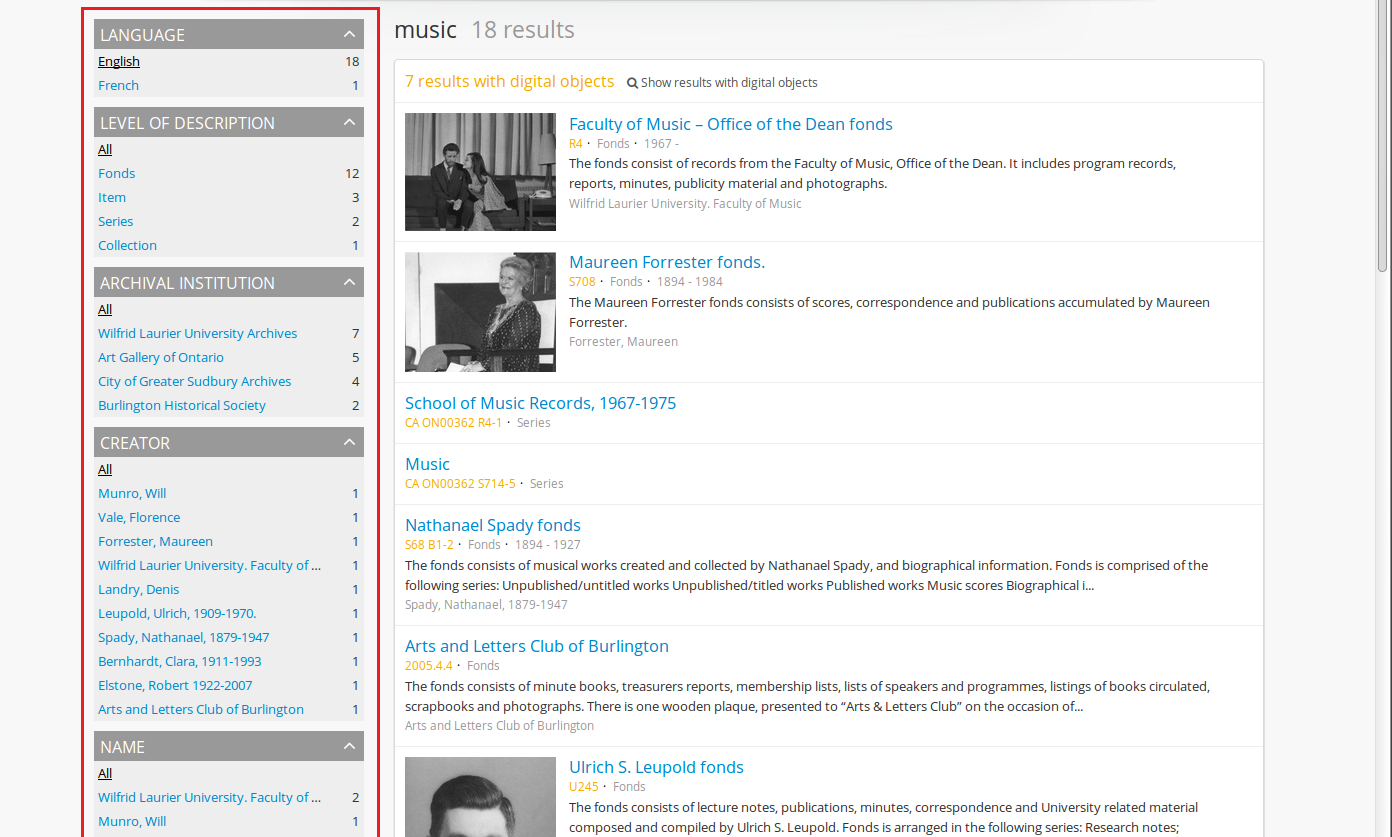 LANGUAGE
English 18
French 1
LEVEL OF DESCRIPTION
All
Fonds 12
Item 3
Series 2
Collection 1
ARCHIVAL INSTITUTION
All
Wilfrid Laurier University Archives 7
Art Gallery of Ontario 5
City of Greater Sudbury Archives 4
Burlington Historical Society 2
CREATOR
All
Munro, Will 1
Vale, Florence 1
Forrester, Maureen 1
Wilfrid Laurier University. Faculty of ... 1
Landry, Denis 1
Leupold, Ulrich, 1909-1970. 1
Spady, Nathanael, 1879-1947 1
Bernhardt, Clara, 1911-1993 1
Elstone, Robert 1922-2007 1
Arts and Letters Club of Burlington 1
NAME
All
Wilfrid Laurier University. Faculty of ... 2
Munro, Will 1
music 18 results
7 results with digital objects Show results with digital objects
Faculty of Music – Office of the Dean fonds
R4 · Fonds · 1967 -
The fonds consist of records from the Faculty of Music, Office of the Dean. It includes program records,
reports, minutes, publicity material and photographs.
Wilfrid Laurier University. Faculty of Music
Maureen Forrester fonds.
S708 · Fonds · 1894 - 1984
The Maureen Forrester fonds consists of scores, correspondence and publications accumulated by Maureen
Forrester.
Forrester, Maureen
School of Music Records, 1967-1975
CA ON00362 R4-1 · Series
Music
CA ON00362 S714-5 · Series
Nathanael Spady fonds
S68 B1-2 · Fonds · 1894 - 1927
The fonds consists of musical works created and collected by Nathanael Spady, and biographical information. Fonds is comprised of the
following series: Unpublished/untitled works Unpublished/titled works Published works Music scores Biographical i...
Spady, Nathanael, 1879-1947
Arts and Letters Club of Burlington
2005.4.4 · Fonds
The fonds consists of minute books, treasurers reports, membership lists, lists of speakers and programmes, listings of books circulated,
scrapbooks and photographs. There is one wooden plaque, presented to “Arts & Letters Club” on the occasion of...
Arts and Letters Club of Burlington
Ulrich S. Leupold fonds
U245 · Fonds
The fonds consists of lecture notes, publications, minutes, correspondence and University related material
composed and compiled by Ulrich S. Leupold. Fonds is arranged in the following series: Research notes;